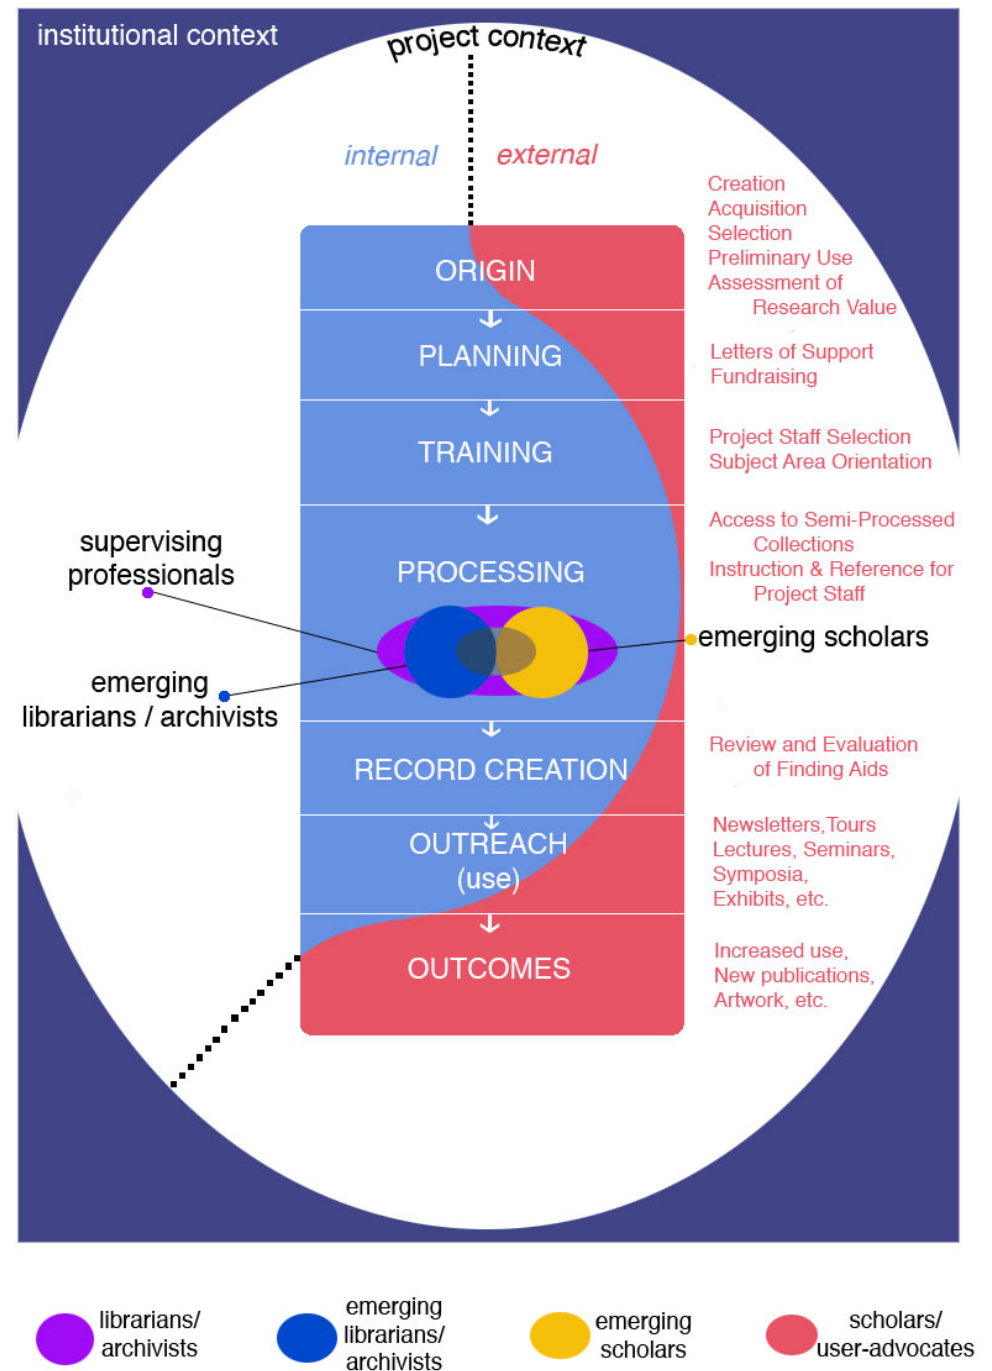 institutional context
project context
internal
external
ORIGIN
Creation
Acquisition
Selection
Preliminary Use
Assessment of
Research Value
PLANNING
Letters of Support
Fundraising
TRAINING
Project Staff Selection
Subject Area Orientation
PROCESSING
Access to Semi-Processed
Collections
Instruction & Reference for
Project Staff
supervising
professionals
emerging
librarians / archivists
emerging scholars
RECORD CREATION
Review and Evaluation
of Finding Aids
OUTREACH
(use)
Newsletters,Tours
Lectures, Seminars,
Symposia,
Exhibits, etc.
OUTCOMES
Increased use,
New publications,
Artwork, etc.
librarians/
archivists
emerging
librarians/
archivists
emerging
scholars
scholars/
user-advocates